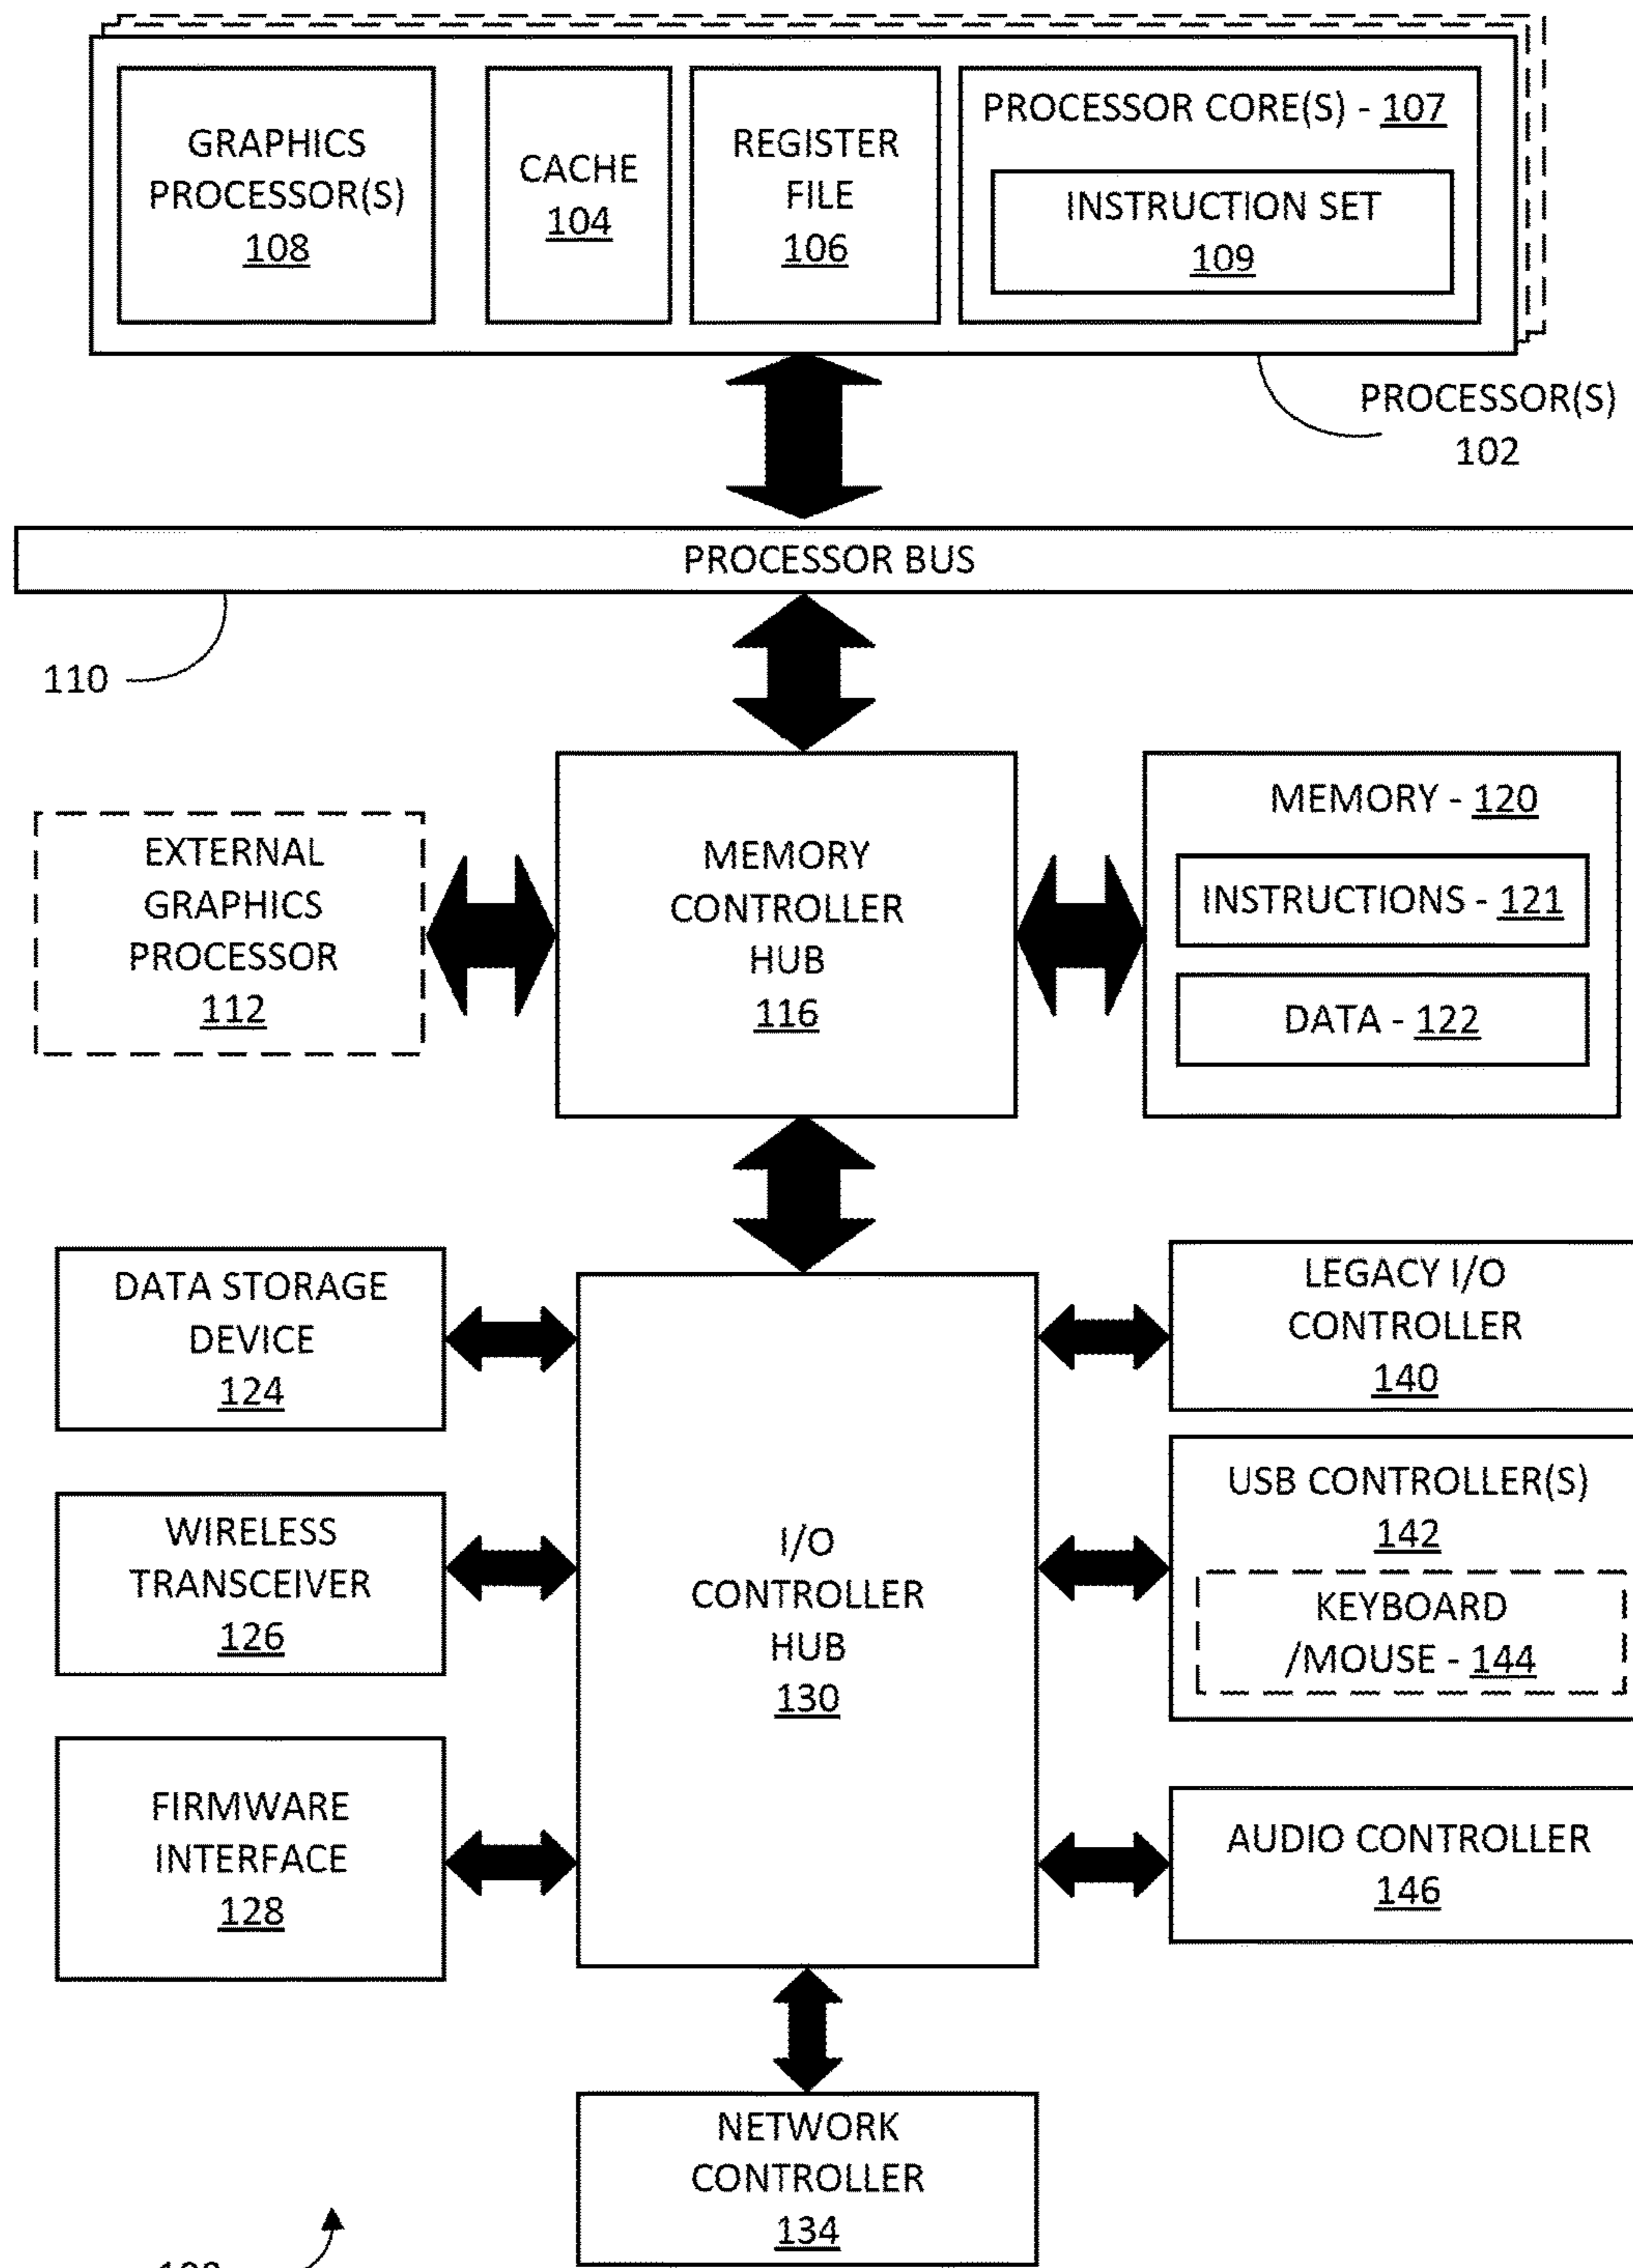 GRAPHICS
PROCESSOR(S)
108
CACHE
104
REGISTER
FILE
106
PROCESSOR CORE(S) - 107
INSTRUCTION SET
109
PROCESSOR(S)
102
PROCESSOR BUS
110
EXTERNAL
GRAPHICS
PROCESSOR
112
MEMORY
CONTROLLER
HUB
116
MEMORY - 120
INSTRUCTIONS - 121
DATA - 122
DATA STORAGE
DEVICE
124
WIRELESS
TRANSCEIVER
126
FIRMWARE
INTERFACE
128
I/O
CONTROLLER
HUB
130
LEGACY I/O
CONTROLLER
140
USB CONTROLLER(S)
142
KEYBOARD
/MOUSE - 144
AUDIO CONTROLLER
146
NETWORK
CONTROLLER
134